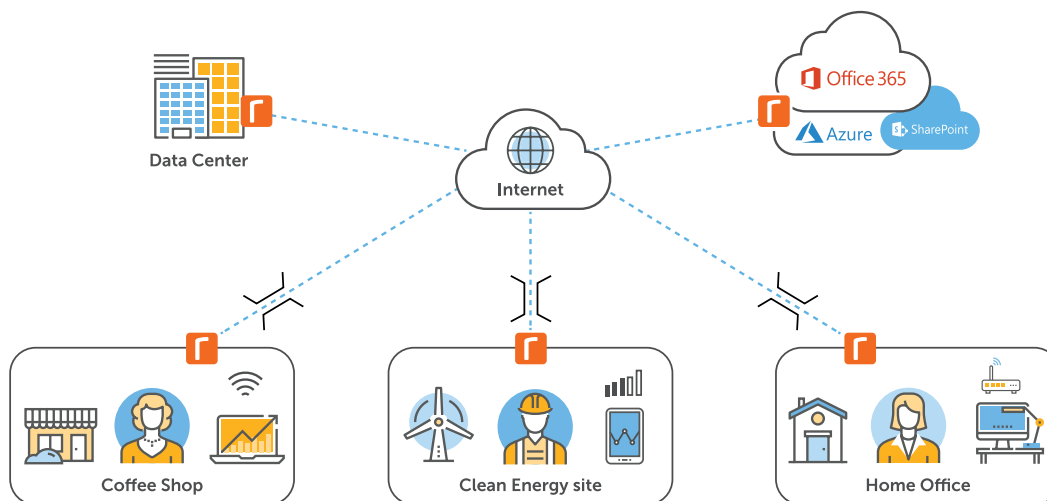 Office 365
Azure
SharePoint
Data Center
Internet
Coffee Shop
Clean Energy site
Home Office